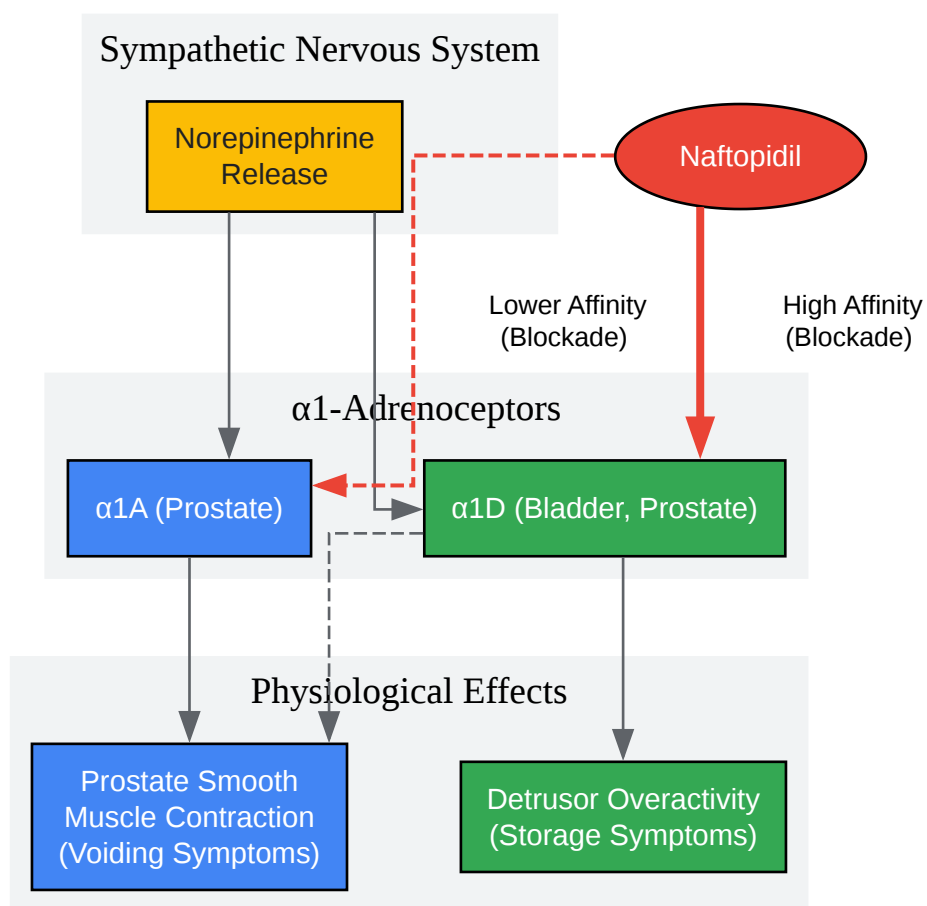 Sympathetic Nervous System
Norepinephrine
Release
Naftopidil
Lower Affinity
(Blockade)
High Affinity
(Blockade)
α1-Adrenoceptors
α1A (Prostate)
α1D (Bladder, Prostate)
Physiological Effects
Prostate Smooth
Muscle Contraction
(Voiding Symptoms)
Detrusor Overactivity
(Storage Symptoms)